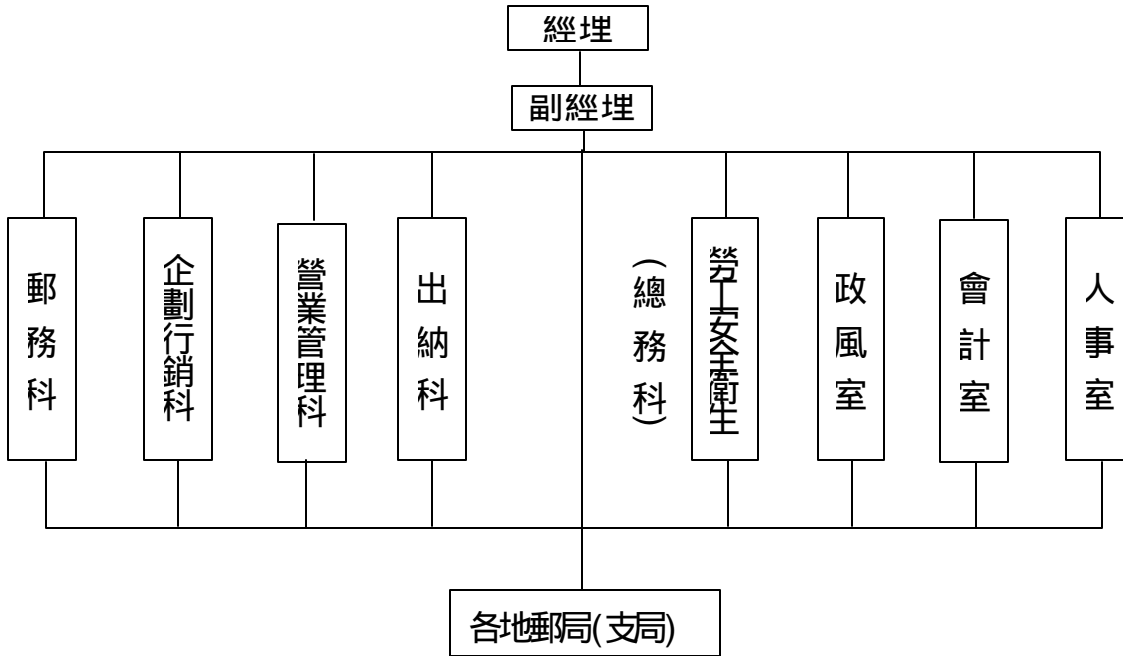 經理
副經理
郵務科
企劃行銷科
營業管理科
出納科
(總務科)
勞工安全衛生
政風室
會計室
人事室
各地郵局(支局)